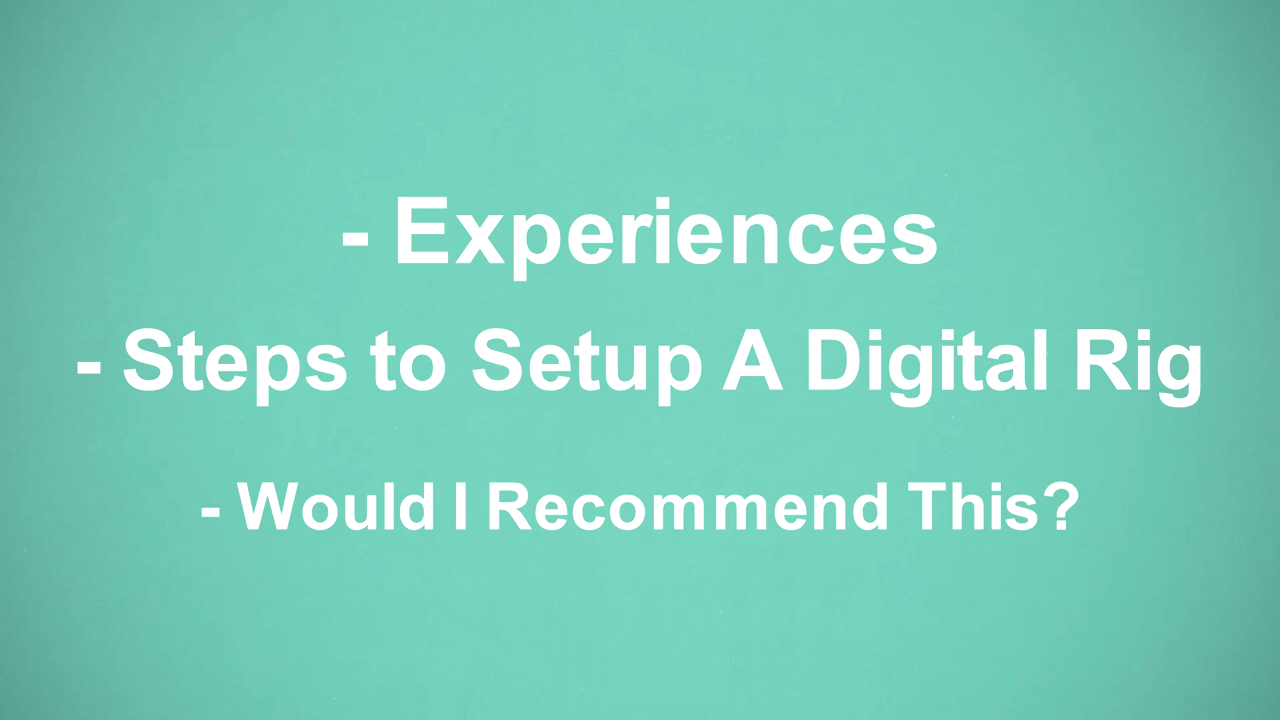 - Experiences
- Steps to Setup A Digital Rig
- Would I Recommend This?